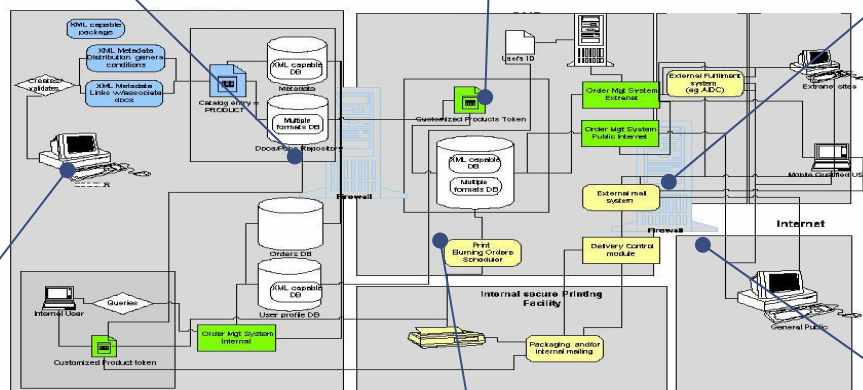 XML capable
package
XML Metadata
Distribution genera
conditions
XML Metadata
Links w/associate
docs
Creates/
validates
Catalog entry =
PRODUCT
XML capable
DB
Metadata
Multiple
formats DB
Docs/Pubs Repository
Firewall
Orders DB
XML capable
DB
User profile DB
Internal User
Queries
Customized Product token
Order Mgt System
Internal
Users ID
Customized Products Token
XML capable
DB
Multiple
formats DB
Print
Burning Orders
Scheduler
Order Mgt System
Extranet
Order Mgt System
Public Internet
External Fulfilment
system
(eg AIDC)
Extranet sites
Mobile Qualified US
External mail
system
Firewall
Delivery Control
module
Internet
General Public
Internal secure Printing
Facility
Packaging and/or
internal mailing